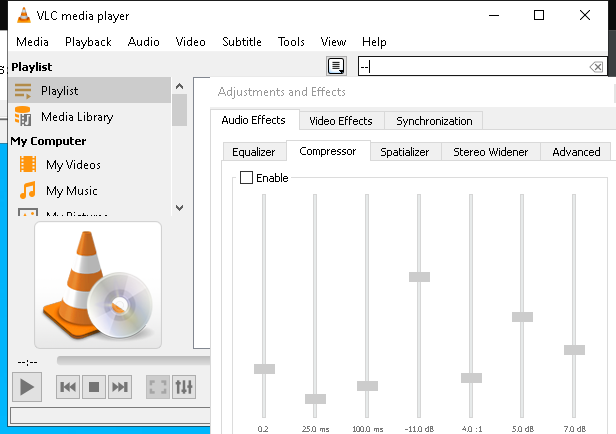 VLC media player
Media Playback Audio Video Subtitle Tools View Help
Playlist
--
Playlist
Media Library
My Computer
My Videos
My Music
My Pictures
--:--
Adjustments and Effects
Audio Effects Video Effects Synchronization
Equalizer Compressor Spatializer Stereo Widener Advanced
Enable
0.2 25.0 ms 100.0 ms -11.0 dB 4.0 :1 5.0 dB 7.0 dB